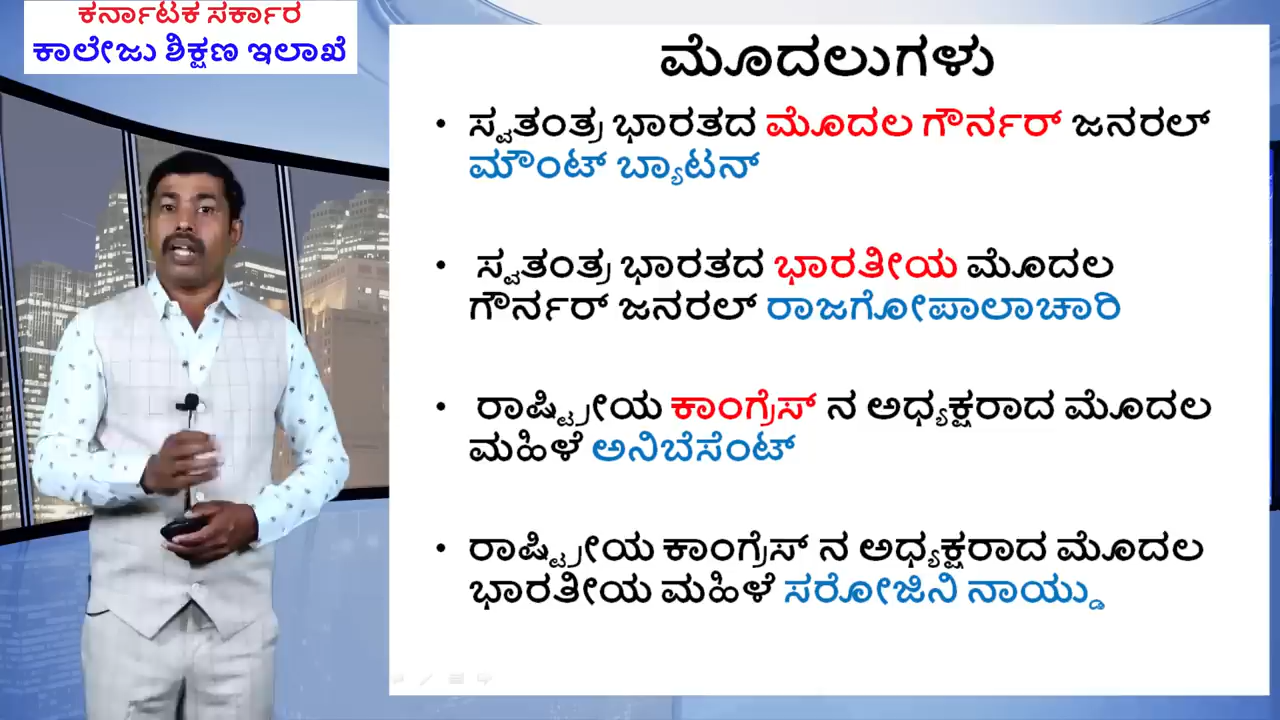 ಕರ್ನಾಟಕ ಸರ್ಕಾರ
ಕಾಲೇಜು ಶಿಕ್ಷಣ ಇಲಾಖೆ
ಮೊದಲುಗಳು
• ಸ್ವತಂತ್ರ ಭಾರತದ ಮೊದಲ ಗೌರ್ನರ್ ಜನರಲ್
ಮೌಂಟ್ ಬ್ಯಾಟನ್
• ಸ್ವತಂತ್ರ ಭಾರತದ ಭಾರತೀಯ ಮೊದಲ
ಗೌರ್ನರ್ ಜನರಲ್ ರಾಜಗೋಪಾಲಾಚಾರಿ
• ರಾಷ್ಟ್ರೀಯ ಕಾಂಗ್ರೆಸ್ ನ ಅಧ್ಯಕ್ಷರಾದ ಮೊದಲ
ಮಹಿಳೆ ಅನಿಬೆಸೆಂಟ್
• ರಾಷ್ಟ್ರೀಯ ಕಾಂಗ್ರೆಸ್ ನ ಅಧ್ಯಕ್ಷರಾದ ಮೊದಲ
ಭಾರತೀಯ ಮಹಿಳೆ ಸರೋಜಿನಿ ನಾಯ್ಡು